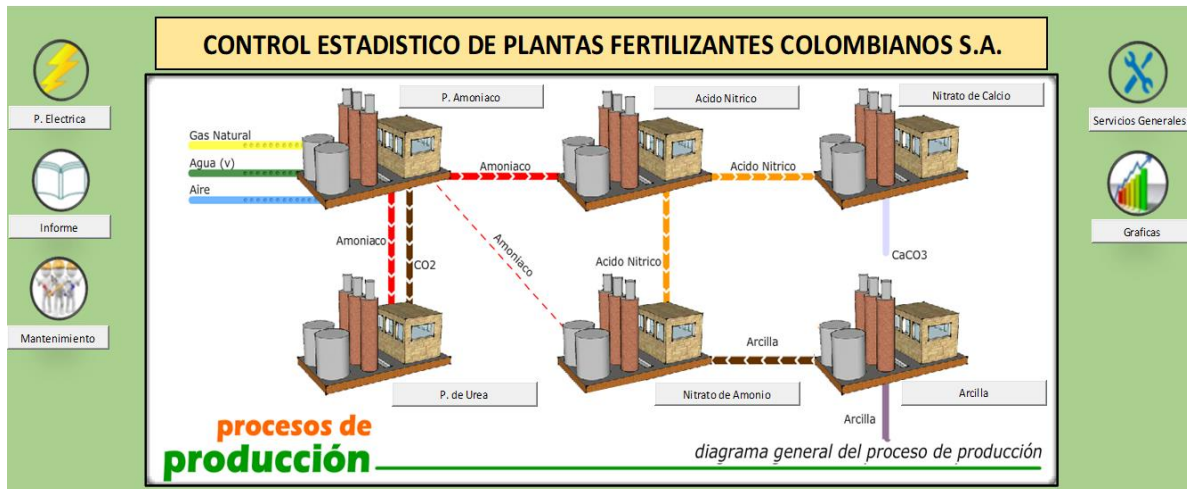 CONTROL ESTADISTICO DE PLANTAS FERTILIZANTES COLOMBIANOS S.A.
P. Electrica
Informe
Mantenimiento
P. Amoniaco
Acido Nitrico
Nitrato de Calcio
Gas Natural
Agua (v)
Aire
Amoniaco
Acido Nitrico
Amoniaco
CO2
Amoniaco
Acido Nitrico
CaCO3
Arcilla
P. de Urea
Nitrato de Amonio
Arcilla
Arcilla
procesos de
producción
diagrama general del proceso de producción
Servicios Generales
Graficas